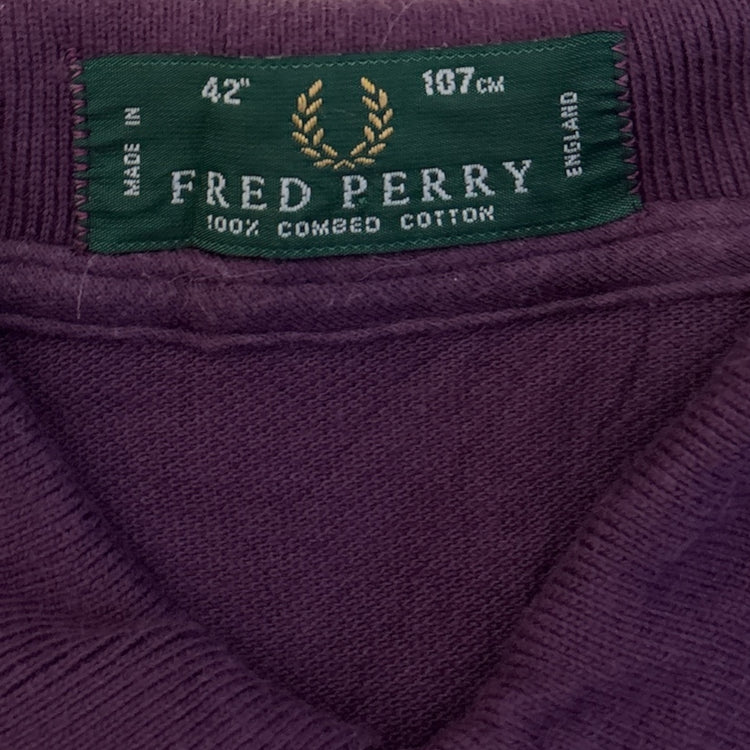 42" 107CM
MADE IN
ENGLAND
FRED PERRY
100% COMBED COTTON